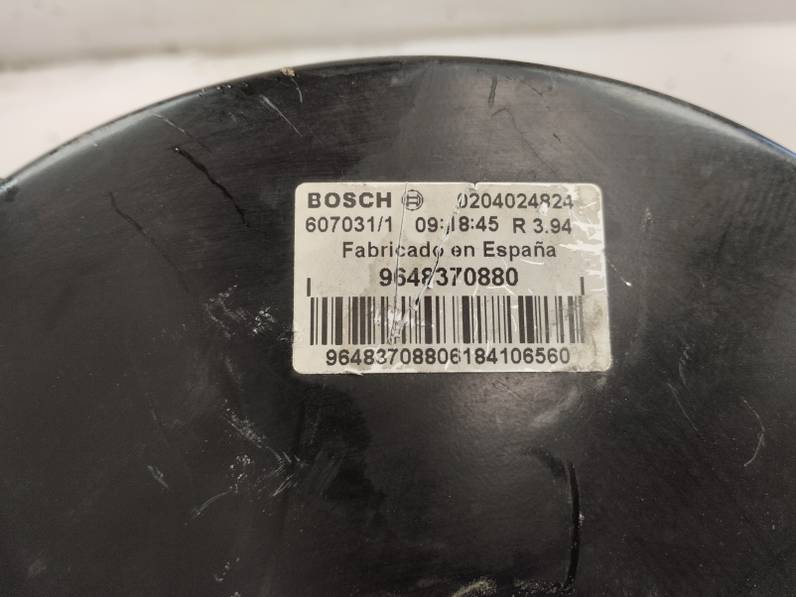 BOSCH 0204024824
607031/1 09:18:45 R 3.94
Fabricado en España
9648370880
96483708806184106560